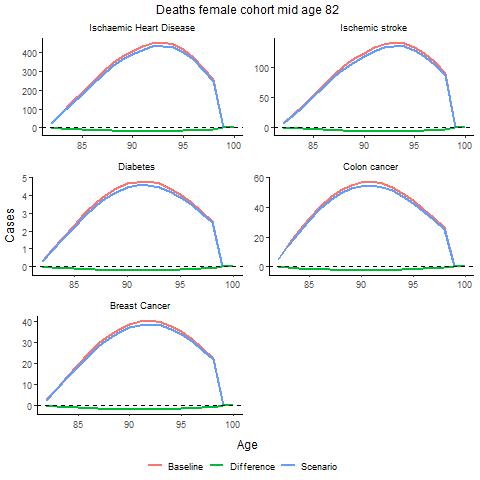 Deaths female cohort mid age 82
Ischaemic Heart Disease
400
300
200
100
0
85 90 95 100
Ischemic stroke
100
50
0
85 90 95 100
Diabetes
5
4
3
2
1
0
85 90 95 100
Colon cancer
60
40
20
0
85 90 95 100
Breast Cancer
40
30
20
10
0
85 90 95 100
Cases
Age
Baseline Difference Scenario